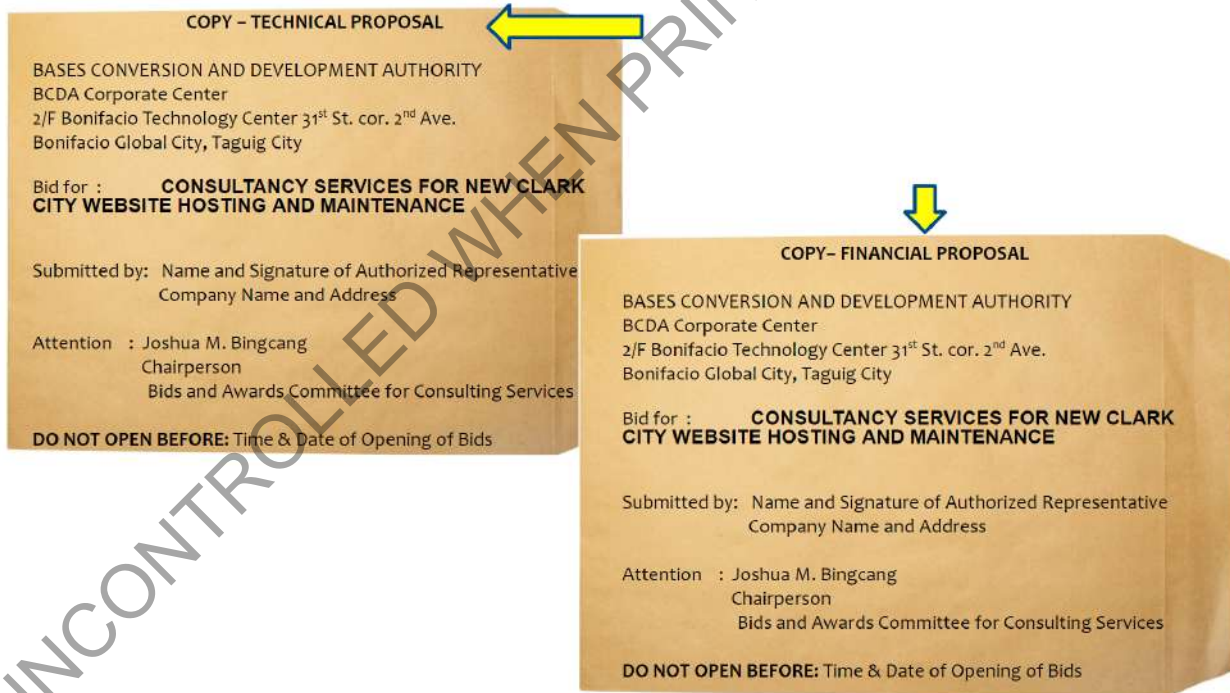 COPY – TECHNICAL PROPOSAL
BASES CONVERSION AND DEVELOPMENT AUTHORITY
BCDA Corporate Center
2/F Bonifacio Technology Center 31st St. cor. 2nd Ave.
Bonifacio Global City, Taguig City
Bid for : CONSULTANCY SERVICES FOR NEW CLARK
CITY WEBSITE HOSTING AND MAINTENANCE
Submitted by: Name and Signature of Authorized Representative
Company Name and Address
Attention : Joshua M. Bingcang
Chairperson
Bids and Awards Committee for Consulting Services
DO NOT OPEN BEFORE: Time & Date of Opening of Bids
COPY– FINANCIAL PROPOSAL
BASES CONVERSION AND DEVELOPMENT AUTHORITY
BCDA Corporate Center
2/F Bonifacio Technology Center 31st St. cor. 2nd Ave.
Bonifacio Global City, Taguig City
Bid for : CONSULTANCY SERVICES FOR NEW CLARK
CITY WEBSITE HOSTING AND MAINTENANCE
Submitted by: Name and Signature of Authorized Representative
Company Name and Address
Attention : Joshua M. Bingcang
Chairperson
Bids and Awards Committee for Consulting Services
DO NOT OPEN BEFORE: Time & Date of Opening of Bids
UNCONTROLLED WHEN PRIN